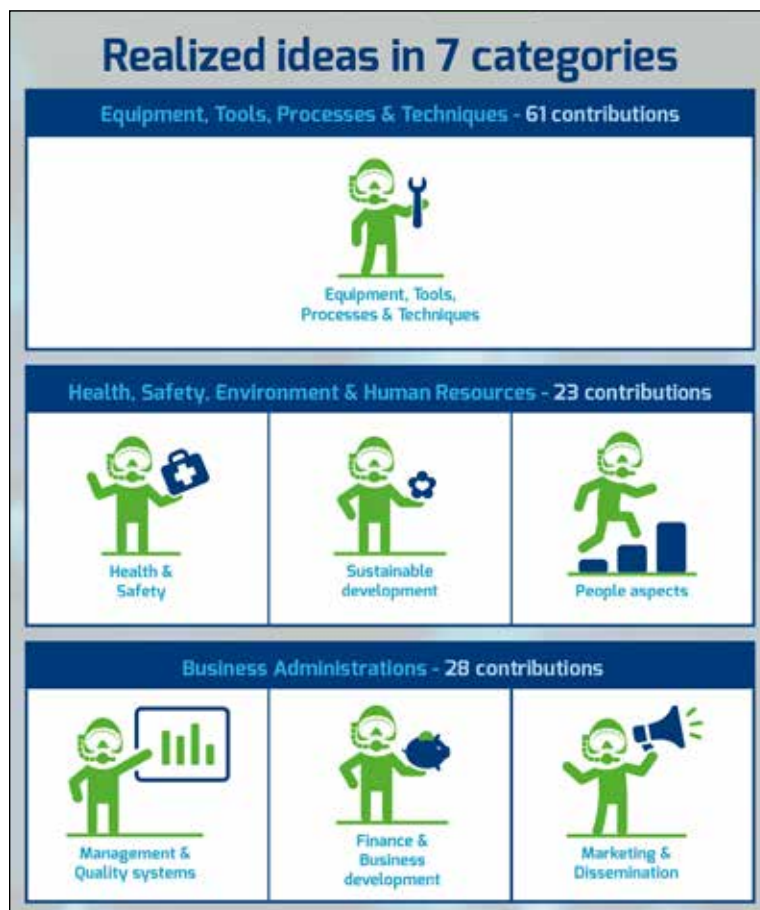 Realized ideas in 7 categories
Equipment, Tools, Processes & Techniques - 61 contributions
Equipment, Tools,
Processes & Techniques
Health, Safety, Environment & Human Resources - 23 contributions
Health &
Safety
Sustainable
development
People aspects
Business Administrations - 28 contributions
Management &
Quality systems
Finance &
Business
development
Marketing &
Dissemination